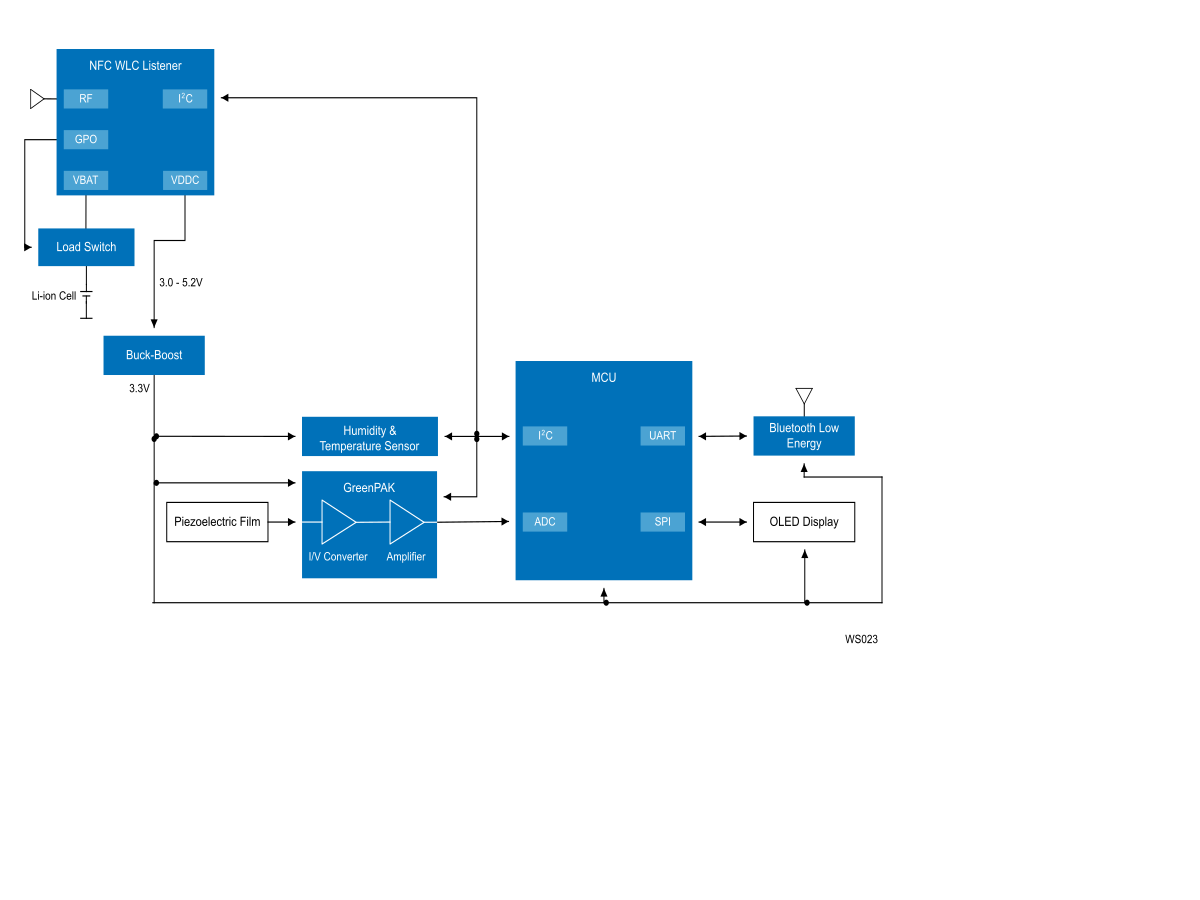 NFC WLC Listener
RF
I²C
GPO
VBAT
VDDC
Load Switch
3.0 - 5.2V
Li-ion Cell
Buck-Boost
3.3V
MCU
Humidity &
Temperature Sensor
I²C
UART
Bluetooth Low
Energy
GreenPAK
Piezoelectric Film
I/V Converter
Amplifier
ADC
SPI
OLED Display
WS023